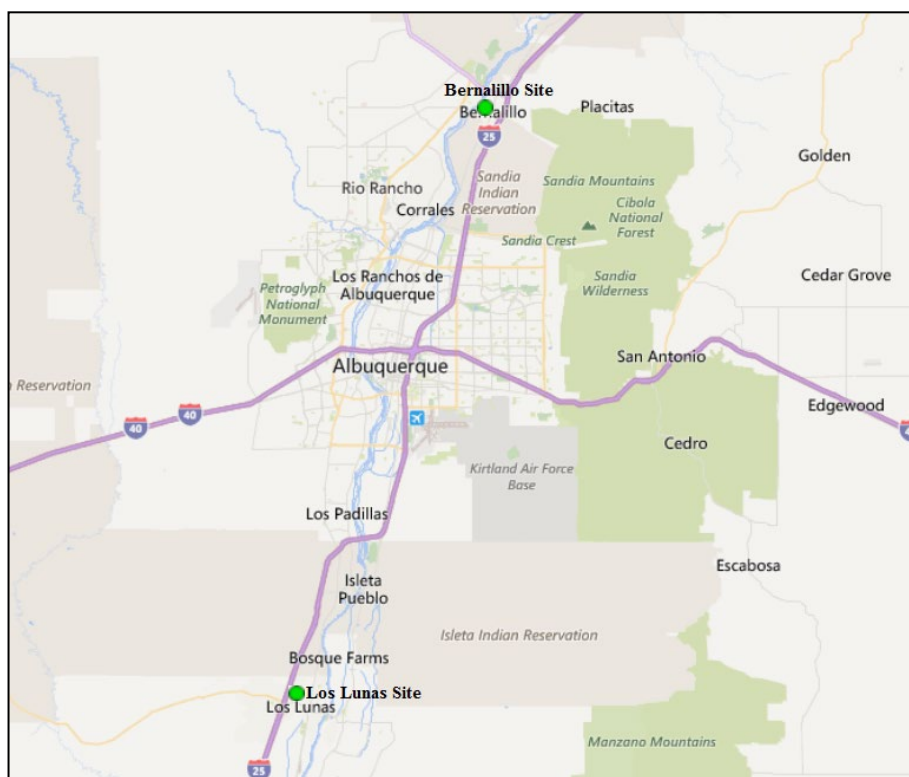 Bernalillo Site
Bernalillo
Placitas
25
Golden
Sandia Mountains
Rio Rancho
Sandia
Indian
Reservation
Cibola
National
Forest
Corrales
Sandia Crest
Los Ranchos de
Albuquerque
Cedar Grove
Petroglyph
National
Monument
Sandia
Wilderness
San Antonio
Albuquerque
Reservation
Edgewood
40
40
Cedro
Kirtland Air Force
Base
Los Padillas
Escabosa
Isleta
Pueblo
Isleta Indian Reservation
Bosque Farms
Los Lunas Site
Los Lunas
Manzano Mountains
25